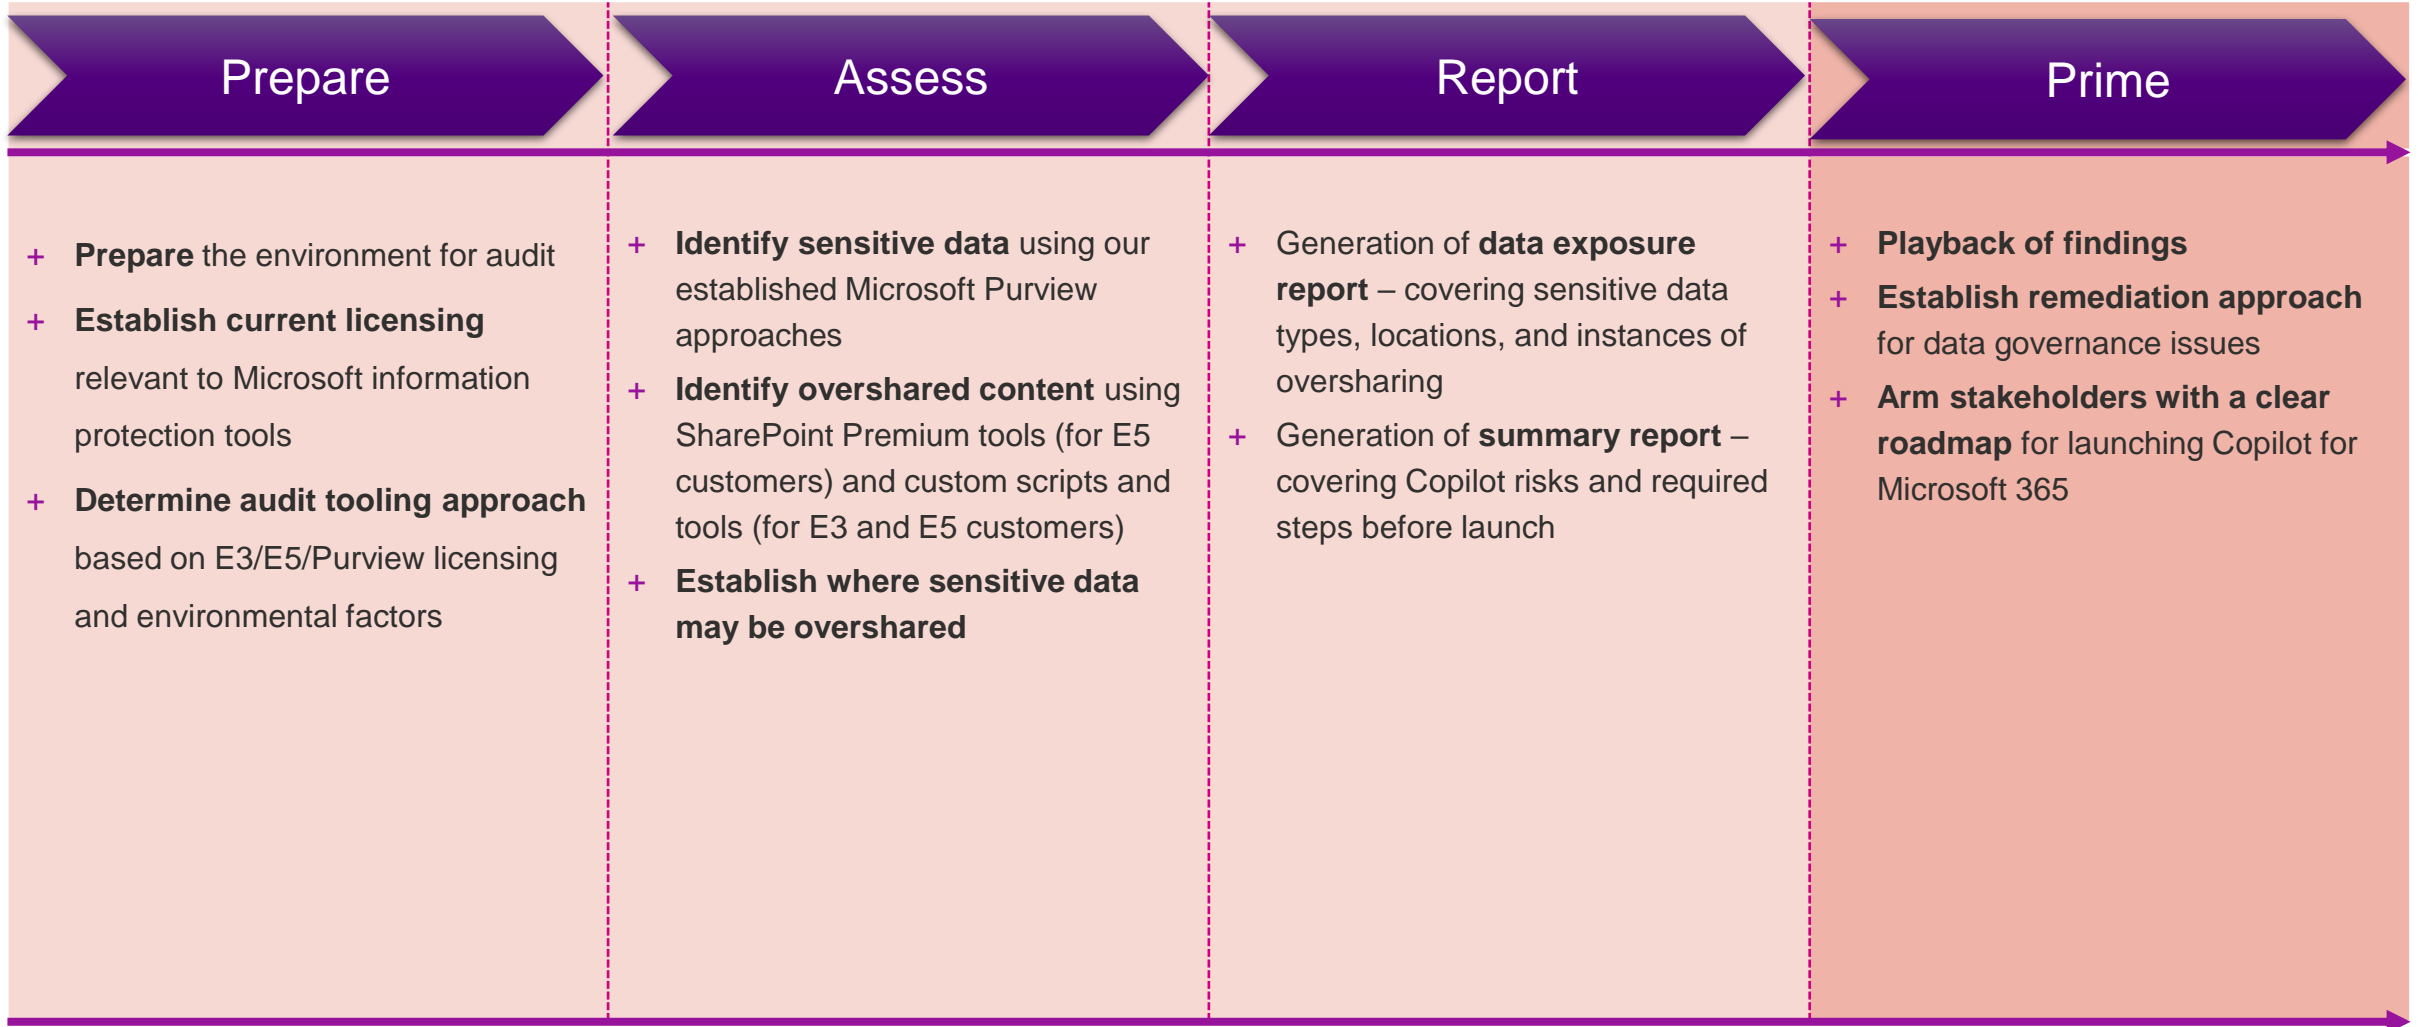 Prepare
Assess
Report
Prime
+ Prepare the environment for audit
+ Establish current licensing
relevant to Microsoft information
protection tools
+ Determine audit tooling approach
based on E3/E5/Purview licensing
and environmental factors
+ Identify sensitive data using our
established Microsoft Purview
approaches
+ Identify overshared content using
SharePoint Premium tools (for E5
customers) and custom scripts and
tools (for E3 and E5 customers)
+ Establish where sensitive data
may be overshared
+ Generation of data exposure
report – covering sensitive data
types, locations, and instances of
oversharing
+ Generation of summary report –
covering Copilot risks and required
steps before launch
+ Playback of findings
+ Establish remediation approach
for data governance issues
+ Arm stakeholders with a clear
roadmap for launching Copilot for
Microsoft 365